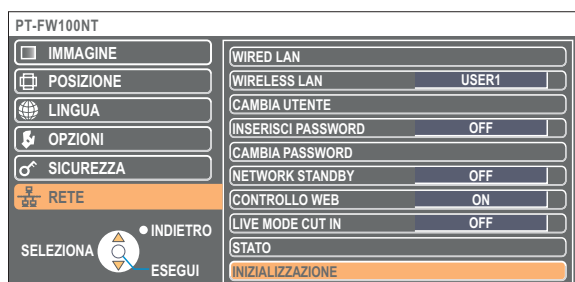 PT-FW100NT
IMMAGINE
POSIZIONE
LINGUA
OPZIONI
SICUREZZA
RETE
INDIETRO
SELEZIONA
ESEGUI
WIRED LAN
WIRELESS LAN USER1
CAMBIA UTENTE
INSERISCI PASSWORD OFF
CAMBIA PASSWORD
NETWORK STANDBY OFF
CONTROLLO WEB ON
LIVE MODE CUT IN OFF
STATO
INIZIALIZZAZIONE